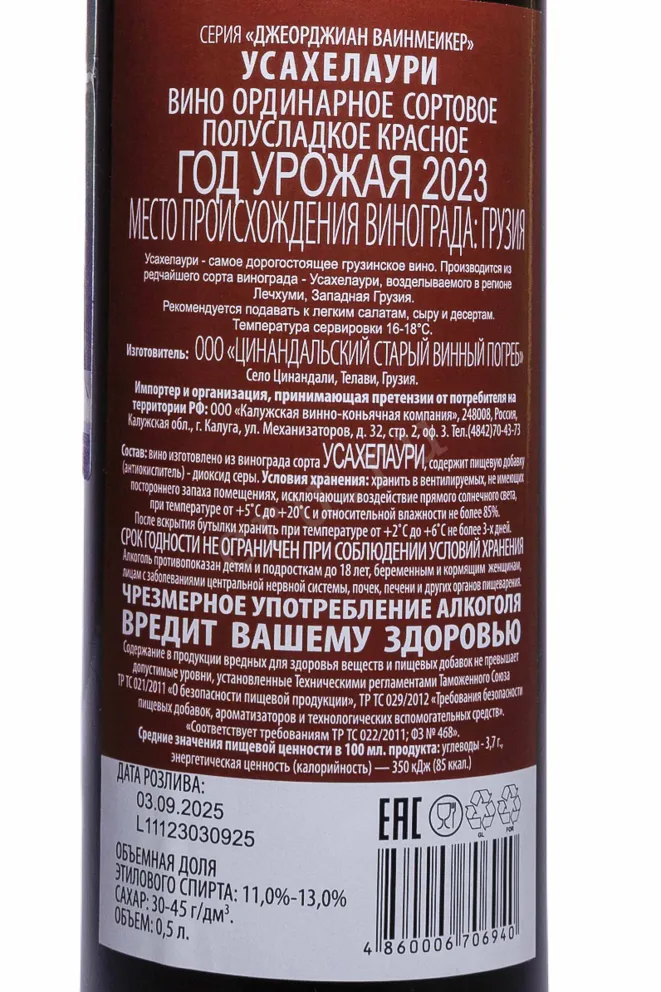 СЕРИЯ «ДЖЕОРДЖИАН ВАИНМЕИКЕР»
УСАХЕЛАУРИ
ВИНО ОРДИНАРНОЕ СОРТОВОЕ
ПОЛУСЛАДКОЕ КРАСНОЕ
ГОД УРОЖАЯ 2023
МЕСТО ПРОИСХОЖДЕНИЯ ВИНОГРАДА: ГРУЗИЯ
Усахелаури - самое дорогостоящее грузинское вино. Производится из
редчайшего сорта винограда - Усахелаури, возделываемого в регионе
Лечхуми, Западная Грузия.
Рекомендуется подавать к легким салатам, сыру и десертам.
Температура сервировки 16-18°С.
Изготовитель: ООО «ЦИНАНДАЛЬСКИЙ СТАРЫЙ ВИННЫЙ ПОГРЕБ»
Село Цинандали, Телави, Грузия.
Импортер и организация, принимающая претензии от потребителя на
территории РФ: ООО «Калужская винно-коньячная компания», 248008, Россия,
Калужская обл., г. Калуга, ул. Механизаторов, д. 32, стр. 2, оф. 3. Тел.(4842)70-43-73
Состав: вино изготовлено из винограда сорта УСАХЕЛАУРИ, содержит пищевую добавку
(антиокислитель) - диоксид серы. Условия хранения: хранить в вентилируемых, не имеющих
постороннего запаха помещениях, исключающих воздействие прямого солнечного света,
при температуре от +5°С до +20°С и относительной влажности не более 85%.
После вскрытия бутылки хранить при температуре от +2°С до +6°С не более 3-х дней.
СРОК ГОДНОСТИ НЕ ОГРАНИЧЕН ПРИ СОБЛЮДЕНИИ УСЛОВИЙ ХРАНЕНИЯ
Алкоголь противопоказан детям и подросткам до 18 лет, беременным и кормящим женщинам,
лицам с заболеваниями центральной нервной системы, почек, печени и других органов пищеварения.
ЧРЕЗМЕРНОЕ УПОТРЕБЛЕНИЕ АЛКОГОЛЯ
ВРЕДИТ ВАШЕМУ ЗДОРОВЬЮ
Содержание в продукции вредных для здоровья веществ и пищевых добавок не превышает
допустимые уровни, установленные Техническими регламентами Таможенного Союза
ТР ТС 021/2011 «О безопасности пищевой продукции», ТР ТС 029/2012 «Требования безопасности
пищевых добавок, ароматизаторов и технологических вспомогательных средств».
«Соответствует требованиям ТР ТС 022/2011; ФЗ № 468».
Средние значения пищевой ценности в 100 мл. продукта: углеводы - 3,7 г.,
энергетическая ценность (калорийность) — 350 кДж (85 ккал.)
ДАТА РОЗЛИВА:
03.09.2025
L11123030925
ОБЪЕМНАЯ ДОЛЯ
ЭТИЛОВОГО СПИРТА: 11,0%-13,0%
САХАР: 30-45 г/дм³.
ОБЪЕМ: 0,5 л.
EAC
GL
FOR
4 860006 706940